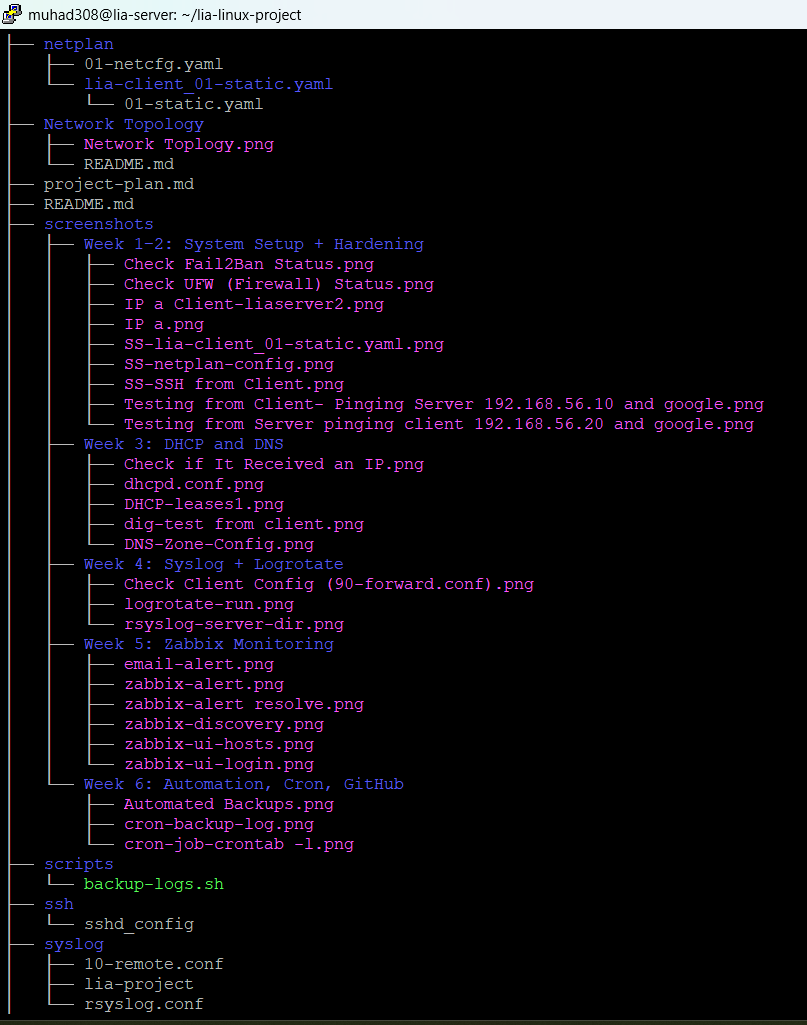 muhad308@lia-server: ~/lia-linux-project
├── netplan
│   ├── 01-netcfg.yaml
│   └── lia-client_01-static.yaml
│       └── 01-static.yaml
├── Network Topology
│   ├── Network Toplogy.png
│   └── README.md
├── project-plan.md
├── README.md
├── screenshots
│   ├── Week 1-2: System Setup + Hardening
│   │   ├── Check Fail2Ban Status.png
│   │   ├── Check UFW (Firewall) Status.png
│   │   ├── IP a Client-liaserver2.png
│   │   ├── IP a.png
│   │   ├── SS-lia-client_01-static.yaml.png
│   │   ├── SS-netplan-config.png
│   │   ├── SS-SSH from Client.png
│   │   ├── Testing from Client- Pinging Server 192.168.56.10 and google.png
│   │   └── Testing from Server pinging client 192.168.56.20 and google.png
│   ├── Week 3: DHCP and DNS
│   │   ├── Check if It Received an IP.png
│   │   ├── dhcpd.conf.png
│   │   ├── DHCP-leases1.png
│   │   ├── dig-test from client.png
│   │   └── DNS-Zone-Config.png
│   ├── Week 4: Syslog + Logrotate
│   │   ├── Check Client Config (90-forward.conf).png
│   │   ├── logrotate-run.png
│   │   └── rsyslog-server-dir.png
│   ├── Week 5: Zabbix Monitoring
│   │   ├── email-alert.png
│   │   ├── zabbix-alert.png
│   │   ├── zabbix-alert resolve.png
│   │   ├── zabbix-discovery.png
│   │   ├── zabbix-ui-hosts.png
│   │   └── zabbix-ui-login.png
│   └── Week 6: Automation, Cron, GitHub
│       ├── Automated Backups.png
│       ├── cron-backup-log.png
│       └── cron-job-crontab -l.png
├── scripts
│   └── backup-logs.sh
├── ssh
│   └── sshd_config
├── syslog
│   ├── 10-remote.conf
│   ├── lia-project
│   └── rsyslog.conf